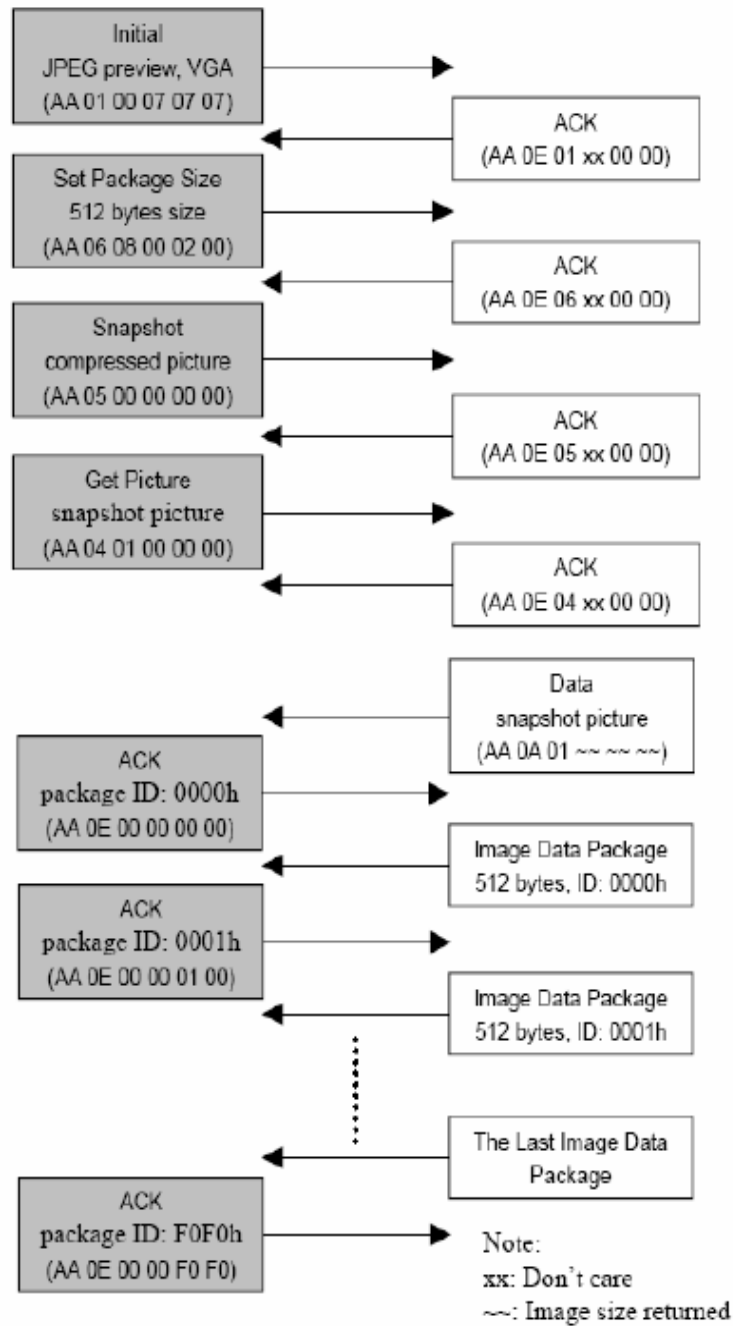 Initial
JPEG preview, VGA
(AA 01 00 07 07 07)
ACK
(AA 0E 01 xx 00 00)
Set Package Size
512 bytes size
(AA 06 08 00 02 00)
ACK
(AA 0E 06 xx 00 00)
Snapshot
compressed picture
(AA 05 00 00 00 00)
ACK
(AA 0E 05 xx 00 00)
Get Picture
snapshot picture
(AA 04 01 00 00 00)
ACK
(AA 0E 04 xx 00 00)
Data
snapshot picture
(AA 0A 01 ~~ ~~ ~~)
ACK
package ID: 0000h
(AA 0E 00 00 00 00)
Image Data Package
512 bytes, ID: 0000h
ACK
package ID: 0001h
(AA 0E 00 00 01 00)
Image Data Package
512 bytes, ID: 0001h
The Last Image Data
Package
ACK
package ID: F0F0h
(AA 0E 00 00 F0 F0)
Note:
xx: Don't care
~~: Image size returned